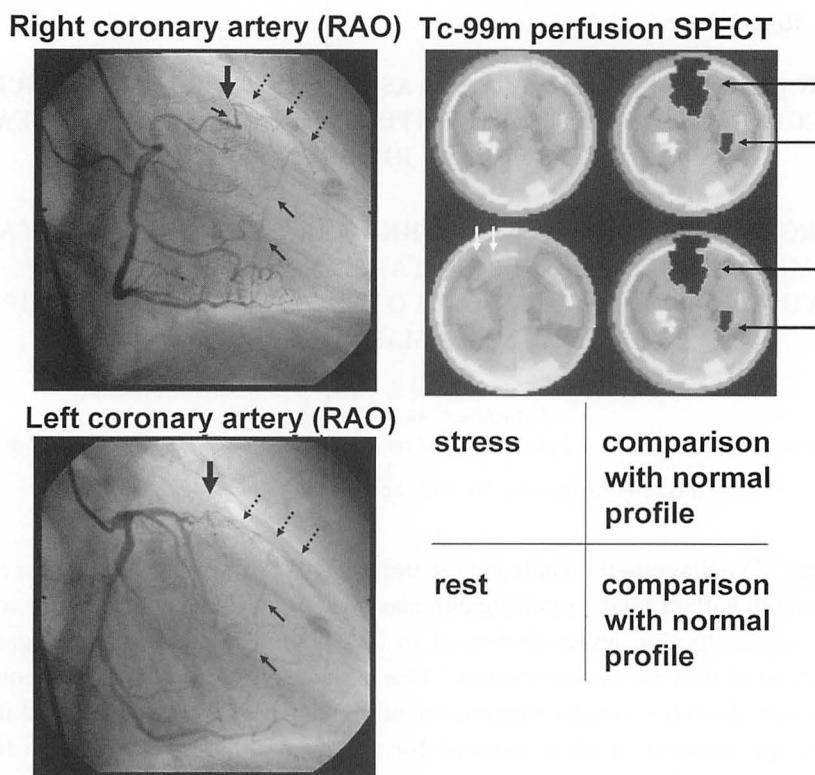 Right coronary artery (RAO)
Tc-99m perfusion SPECT
Left coronary artery (RAO)
stress
comparison
with normal
profile
rest
comparison
with normal
profile